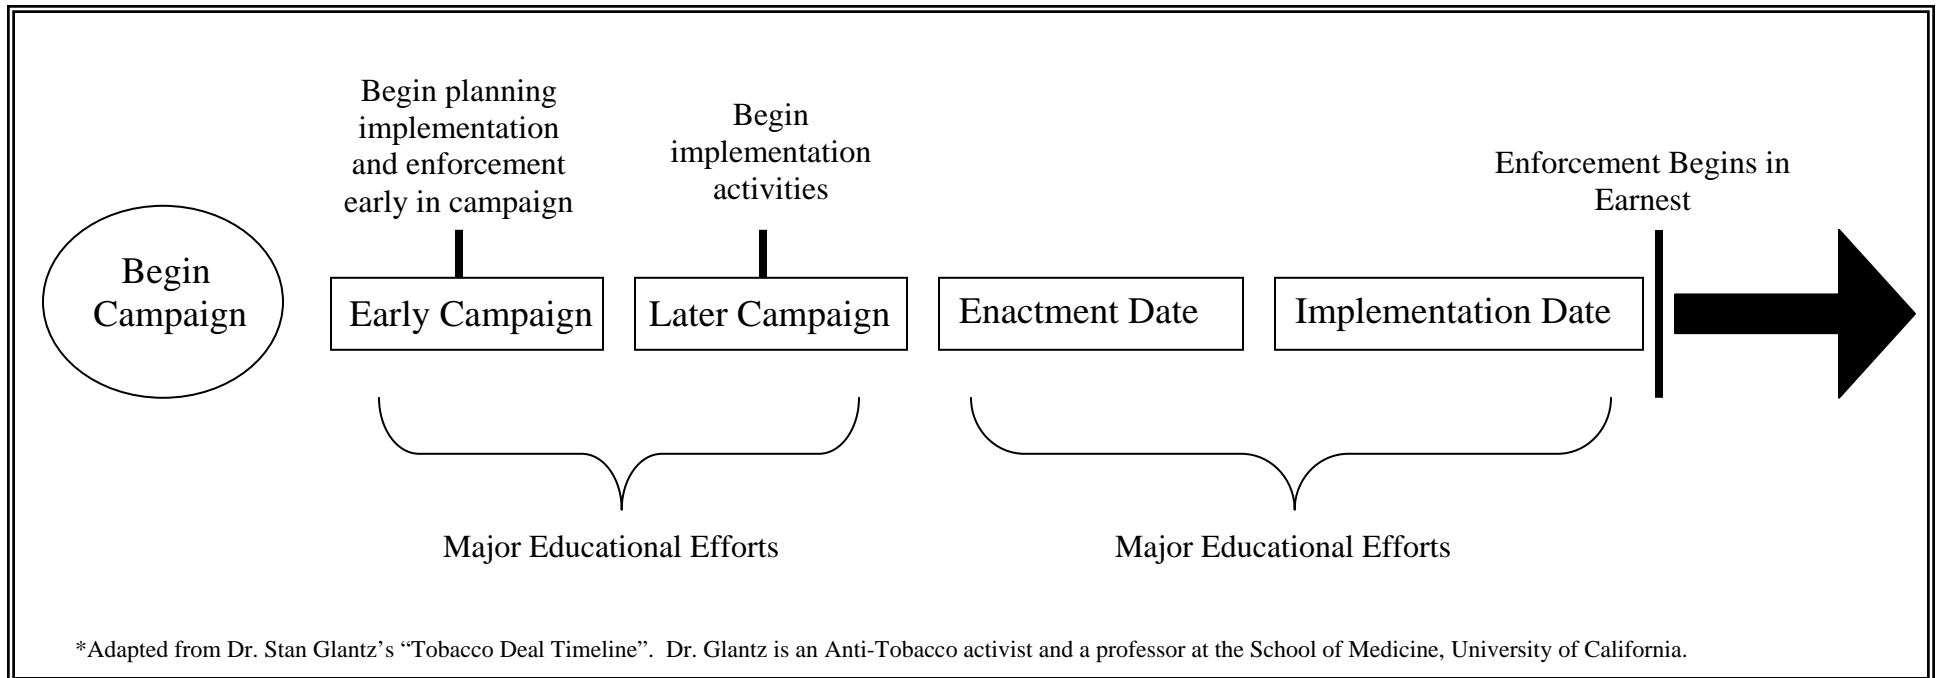 Begin planning
implementation
and enforcement
early in campaign
Begin
implementation
activities
Enforcement Begins in
Earnest
Begin
Campaign
Early Campaign
Later Campaign
Enactment Date
Implementation Date
Major Educational Efforts
Major Educational Efforts
*Adapted from Dr. Stan Glantz’s “Tobacco Deal Timeline”.  Dr. Glantz is an Anti-Tobacco activist and a professor at the School of Medicine, University of California.